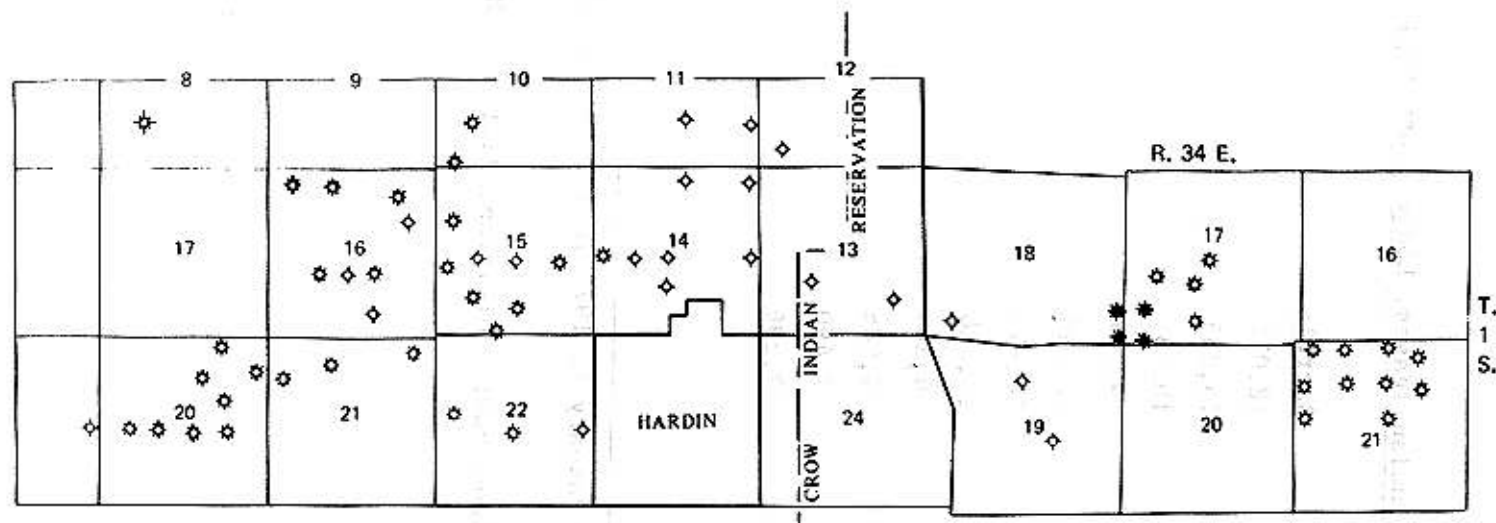 8 9 10 11 12
R. 34 E.
RESERVATION
17 16 15 14 13 18 17 16
T.
1
S.
20 21 22 HARDIN 24 19 20 21
CROW INDIAN